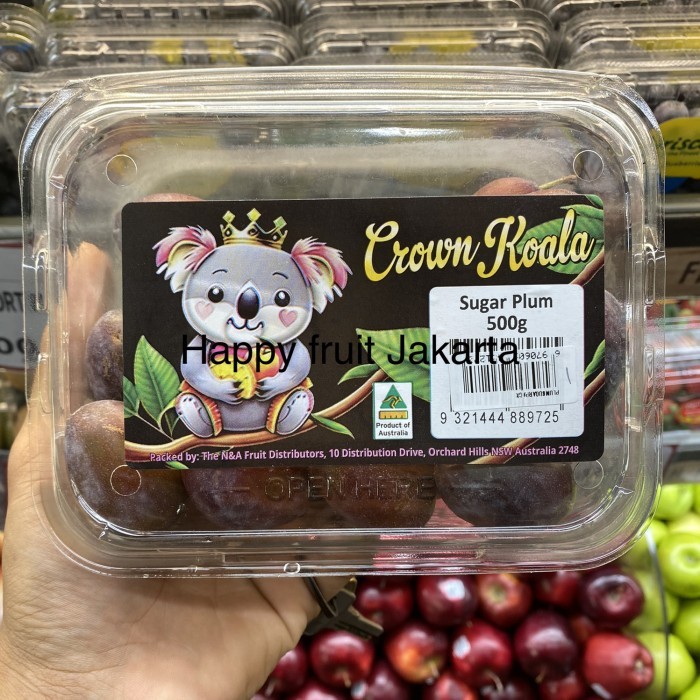 Crown Koala
Sugar Plum
500g
Happy fruit Jakarta
9 321444 889725
Product of
Australia
Packed by: The N&A Fruit Distributors, 10 Distribution Drive, Orchard Hills NSW Australia 2748
OPEN HERE